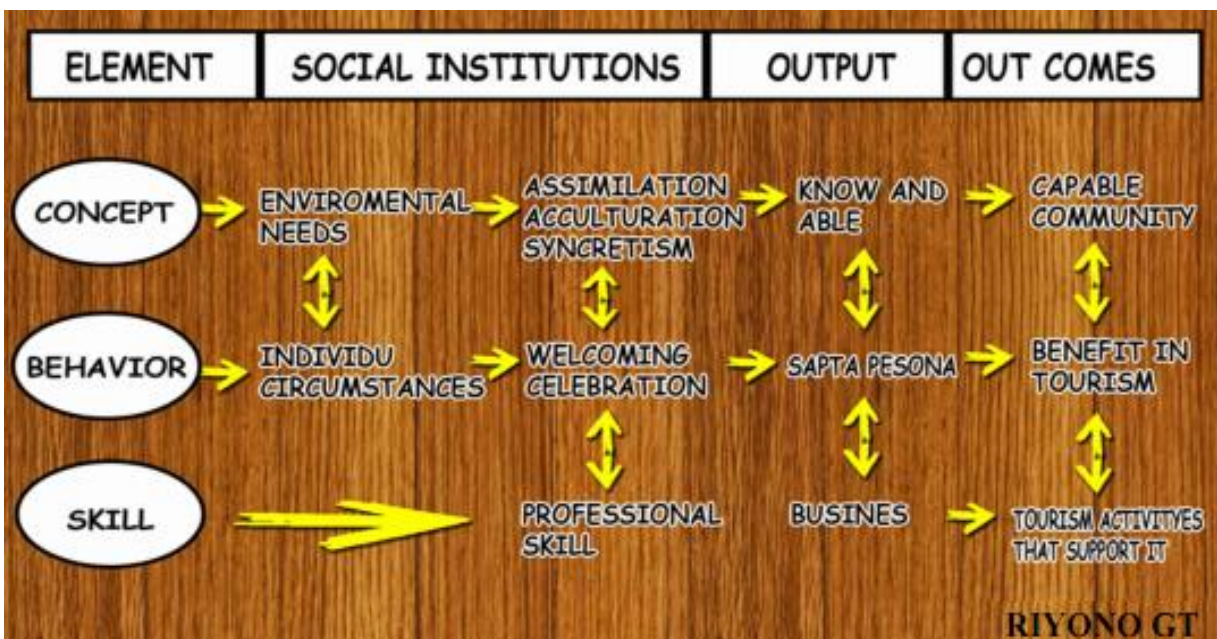 ELEMENT
SOCIAL INSTITUTIONS
OUTPUT
OUT COMES
CONCEPT
ENVIROMENTAL
NEEDS
ASSIMILATION
ACCULTURATION
SYNCRETISM
KNOW AND
ABLE
CAPABLE
COMMUNITY
BEHAVIOR
INDIVIDU
CIRCUMSTANCES
WELCOMING
CELEBRATION
SAPTA PESONA
BENEFIT IN
TOURISM
SKILL
PROFESSIONAL
SKILL
BUSINES
TOURISM ACTIVITYES
THAT SUPPORT IT
RIYONO GT